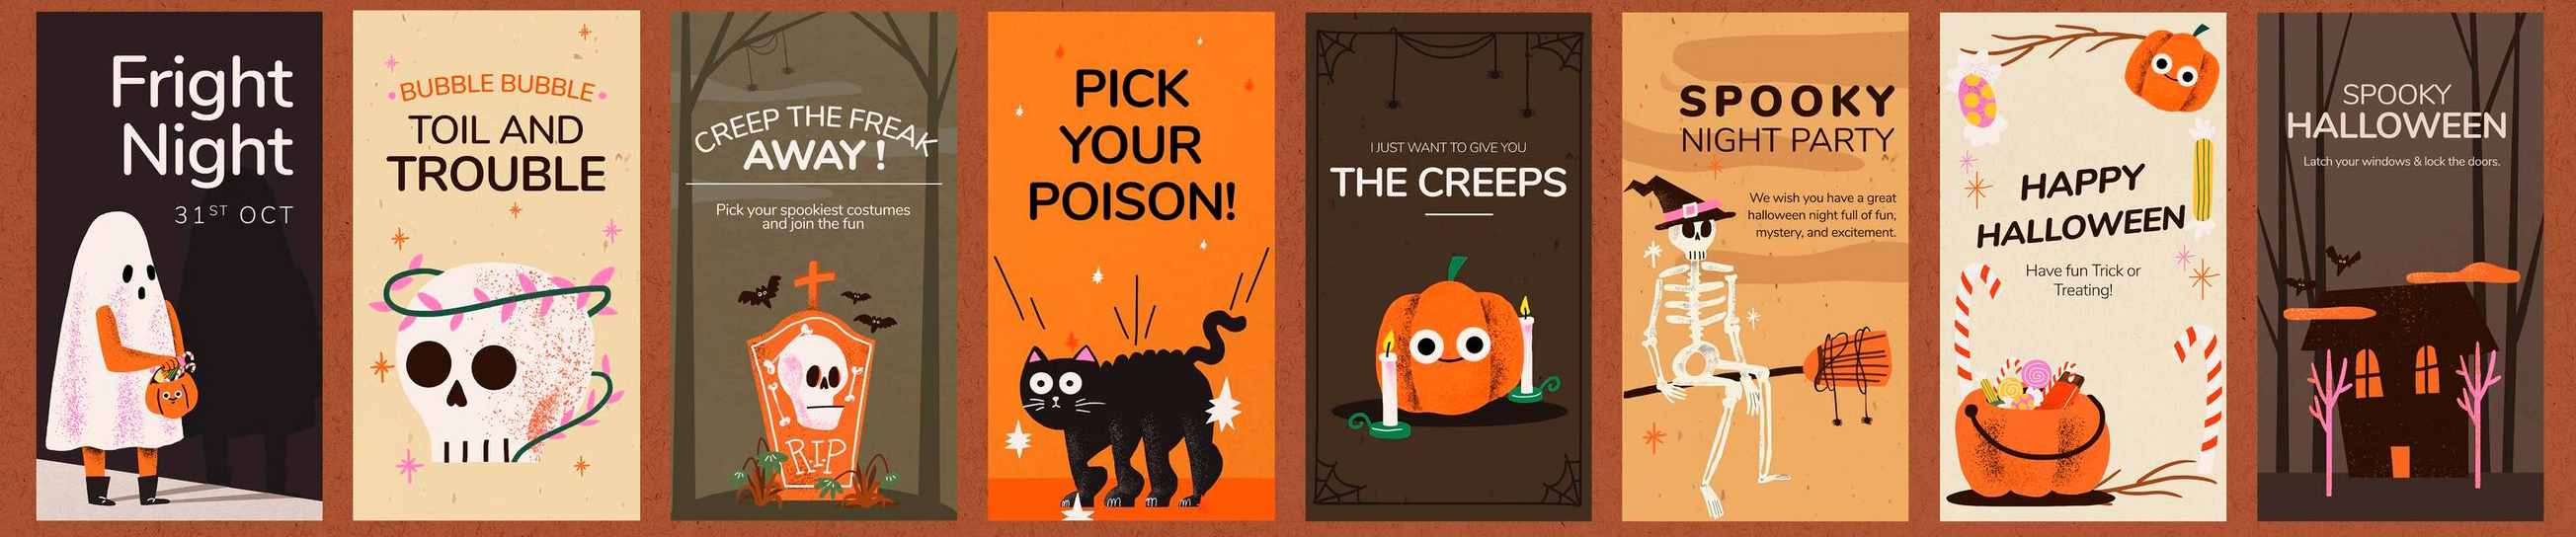 Fright
Night
31ST OCT
BUBBLE BUBBLE
TOIL AND
TROUBLE
CREEP THE FREAK
AWAY !
Pick your spookiest costumes
and join the fun
R.I.P
PICK
YOUR
POISON!
I JUST WANT TO GIVE YOU
THE CREEPS
SPOOKY
NIGHT PARTY
We wish you have a great
halloween night full of fun,
mystery, and excitement.
HAPPY
HALLOWEEN
Have fun Trick or
Treating!
SPOOKY
HALLOWEEN
Latch your windows & lock the doors.